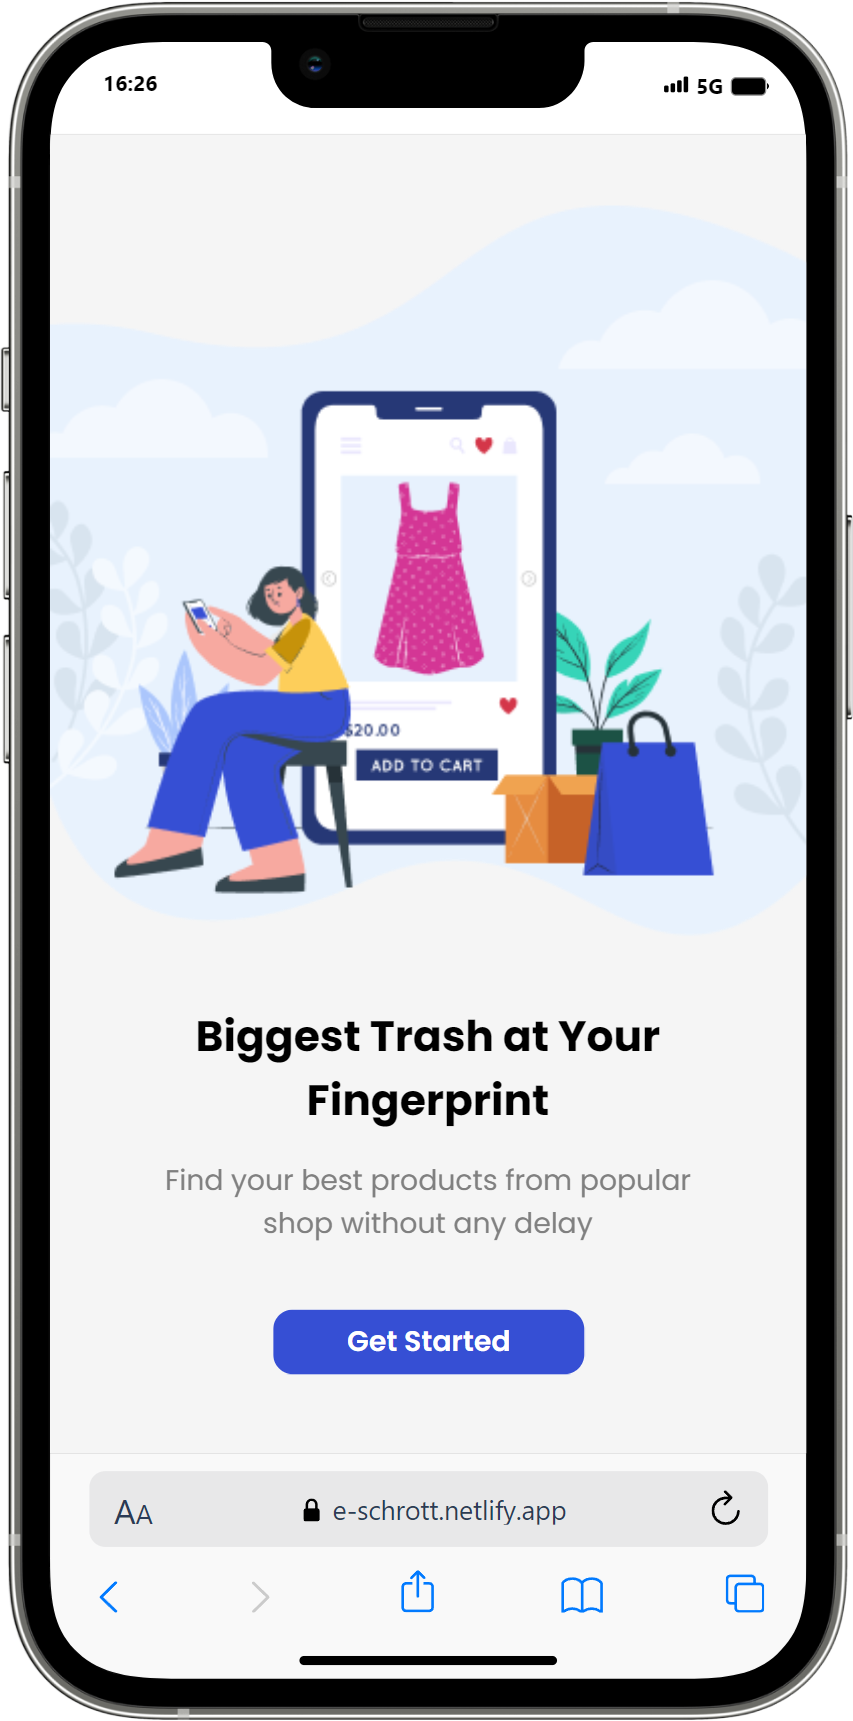 16:26
5G
$20.00
ADD TO CART
Biggest Trash at Your
Fingerprint
Find your best products from popular
shop without any delay
Get Started
AA
e-schrott.netlify.app